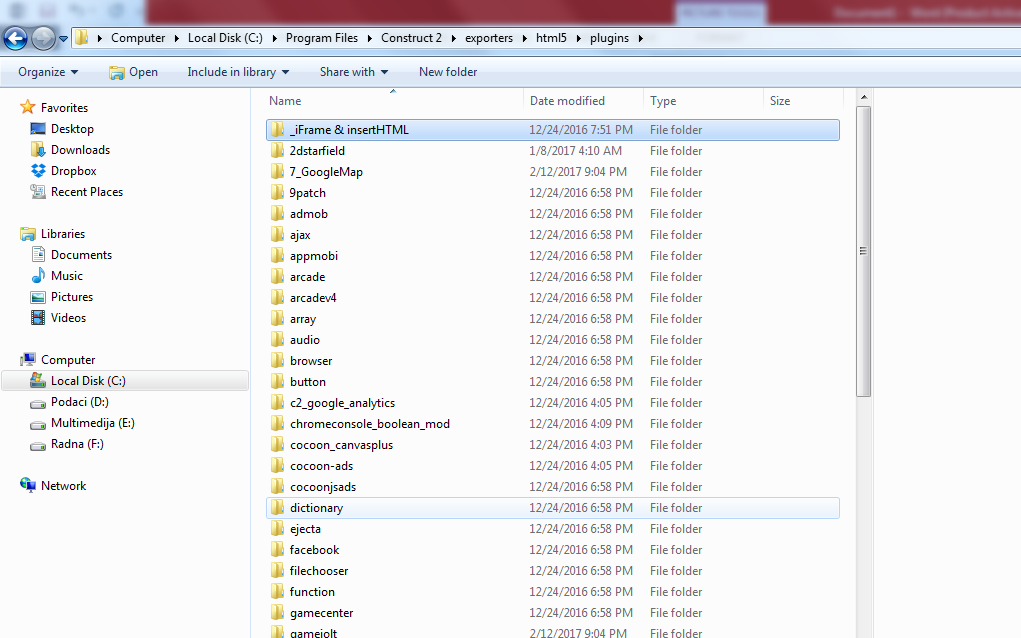 Computer Local Disk (C:) Program Files Construct 2 exporters html5 plugins
Organize Open Include in library Share with New folder
Name Date modified Type Size
Favorites
Desktop
Downloads
Dropbox
Recent Places
Libraries
Documents
Music
Pictures
Videos
Computer
Local Disk (C:)
Podaci (D:)
Multimedija (E:)
Radna (F:)
Network
_iFrame & insertHTML 12/24/2016 7:51 PM File folder
2dstarfield 1/8/2017 4:10 AM File folder
7_GoogleMap 2/12/2017 9:04 PM File folder
9patch 12/24/2016 6:58 PM File folder
admob 12/24/2016 6:58 PM File folder
ajax 12/24/2016 6:58 PM File folder
appmobi 12/24/2016 6:58 PM File folder
arcade 12/24/2016 6:58 PM File folder
arcadev4 12/24/2016 6:58 PM File folder
array 12/24/2016 6:58 PM File folder
audio 12/24/2016 6:58 PM File folder
browser 12/24/2016 6:58 PM File folder
button 12/24/2016 6:58 PM File folder
c2_google_analytics 12/24/2016 4:05 PM File folder
chromeconsole_boolean_mod 12/24/2016 4:09 PM File folder
cocoon_canvasplus 12/24/2016 4:03 PM File folder
cocoon-ads 12/24/2016 4:05 PM File folder
cocoonjsads 12/24/2016 6:58 PM File folder
dictionary 12/24/2016 6:58 PM File folder
ejecta 12/24/2016 6:58 PM File folder
facebook 12/24/2016 6:58 PM File folder
filechooser 12/24/2016 6:58 PM File folder
function 12/24/2016 6:58 PM File folder
gamecenter 12/24/2016 6:58 PM File folder
gamejolt 2/12/2017 9:04 PM File folder